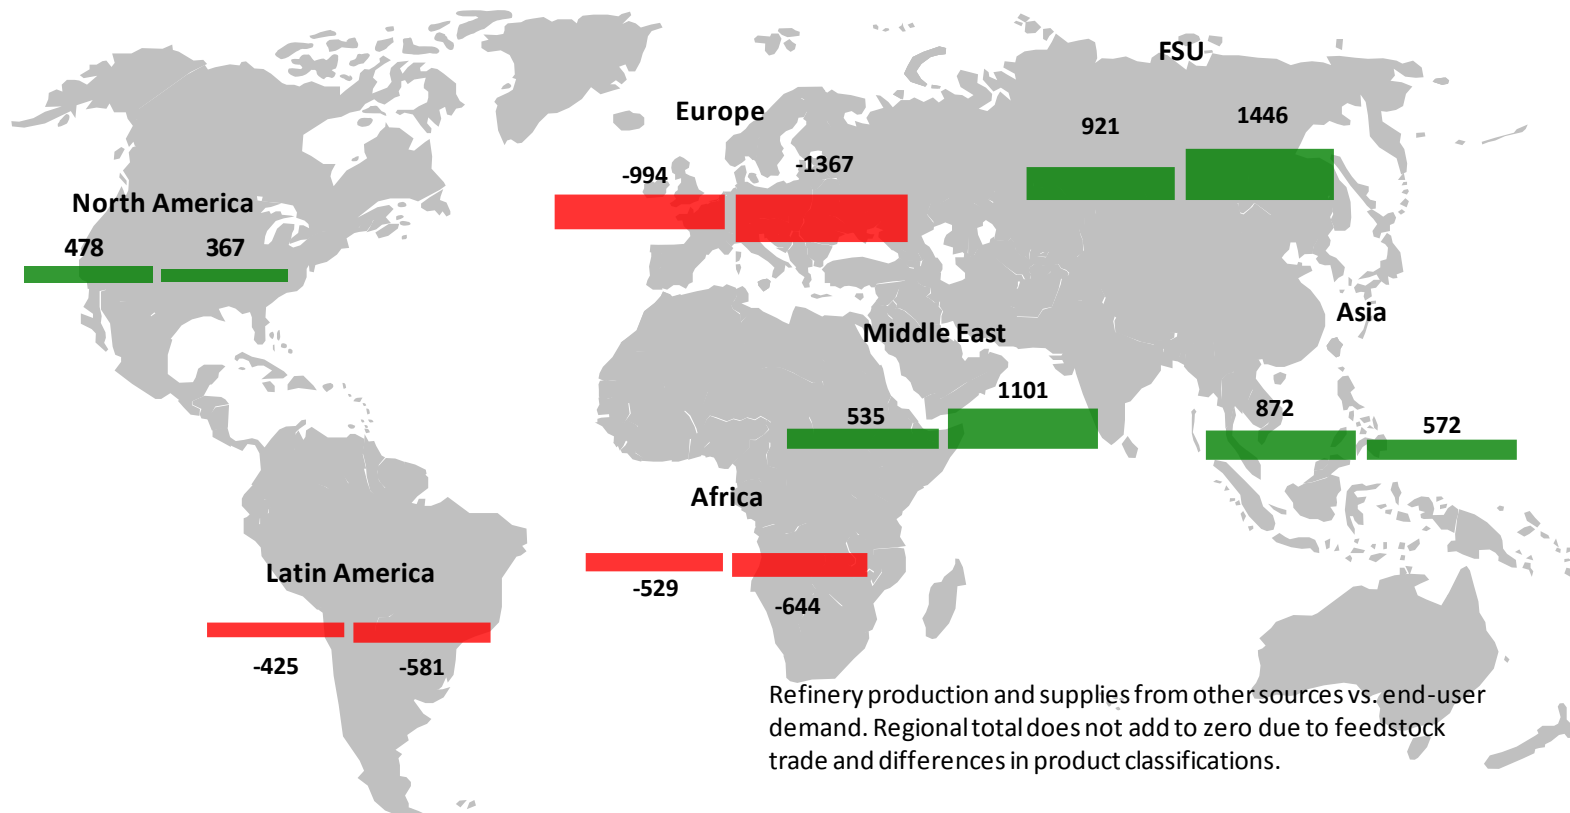 FSU
921 1446
Europe
-994 -1367
North America
478 367
Asia
872 572
Middle East
535 1101
Africa
-529 -644
Latin America
-425 -581
Refinery production and supplies from other sources vs. end-user
demand. Regional total does not add to zero due to feedstock
trade and differences in product classifications.